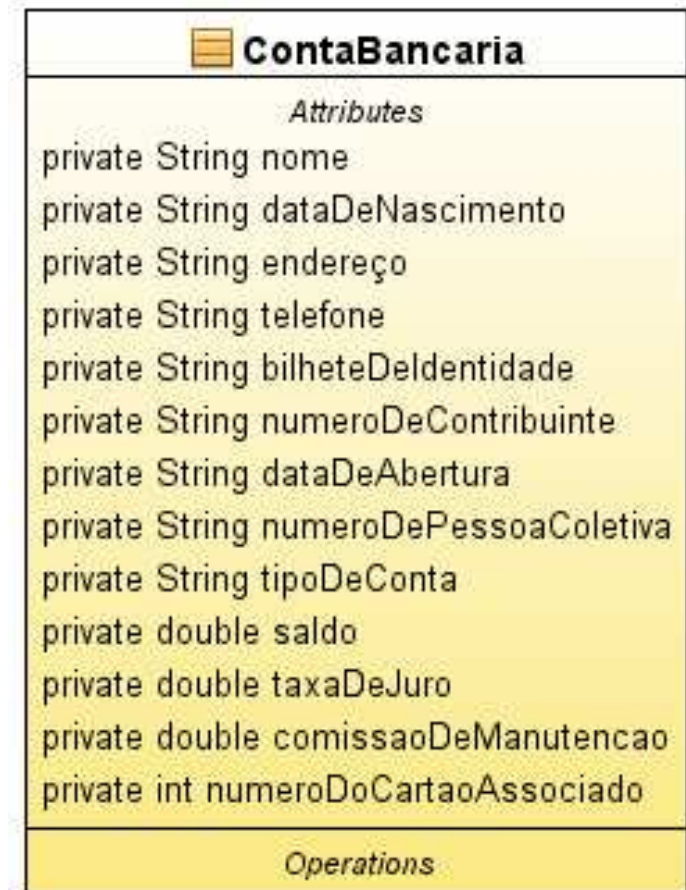 ContaBancaria
Attributes
private String nome
private String dataDeNascimento
private String endereço
private String telefone
private String bilheteDeIdentidade
private String numeroDeContribuinte
private String dataDeAbertura
private String numeroDePessoaColetiva
private String tipoDeConta
private double saldo
private double taxaDeJuro
private double comissaoDeManutencao
private int numeroDoCartaoAssociado
Operations